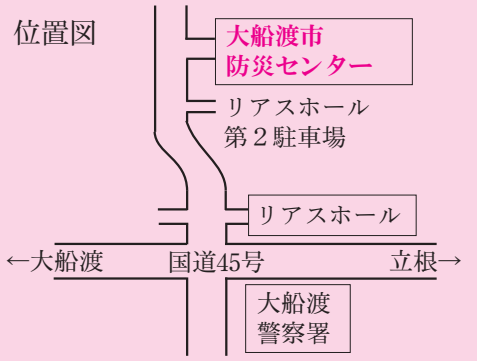 位置図
大船渡市
防災センター
リアスホール
第２駐車場
リアスホール
←大船渡
国道45号
立根→
大船渡
警察署